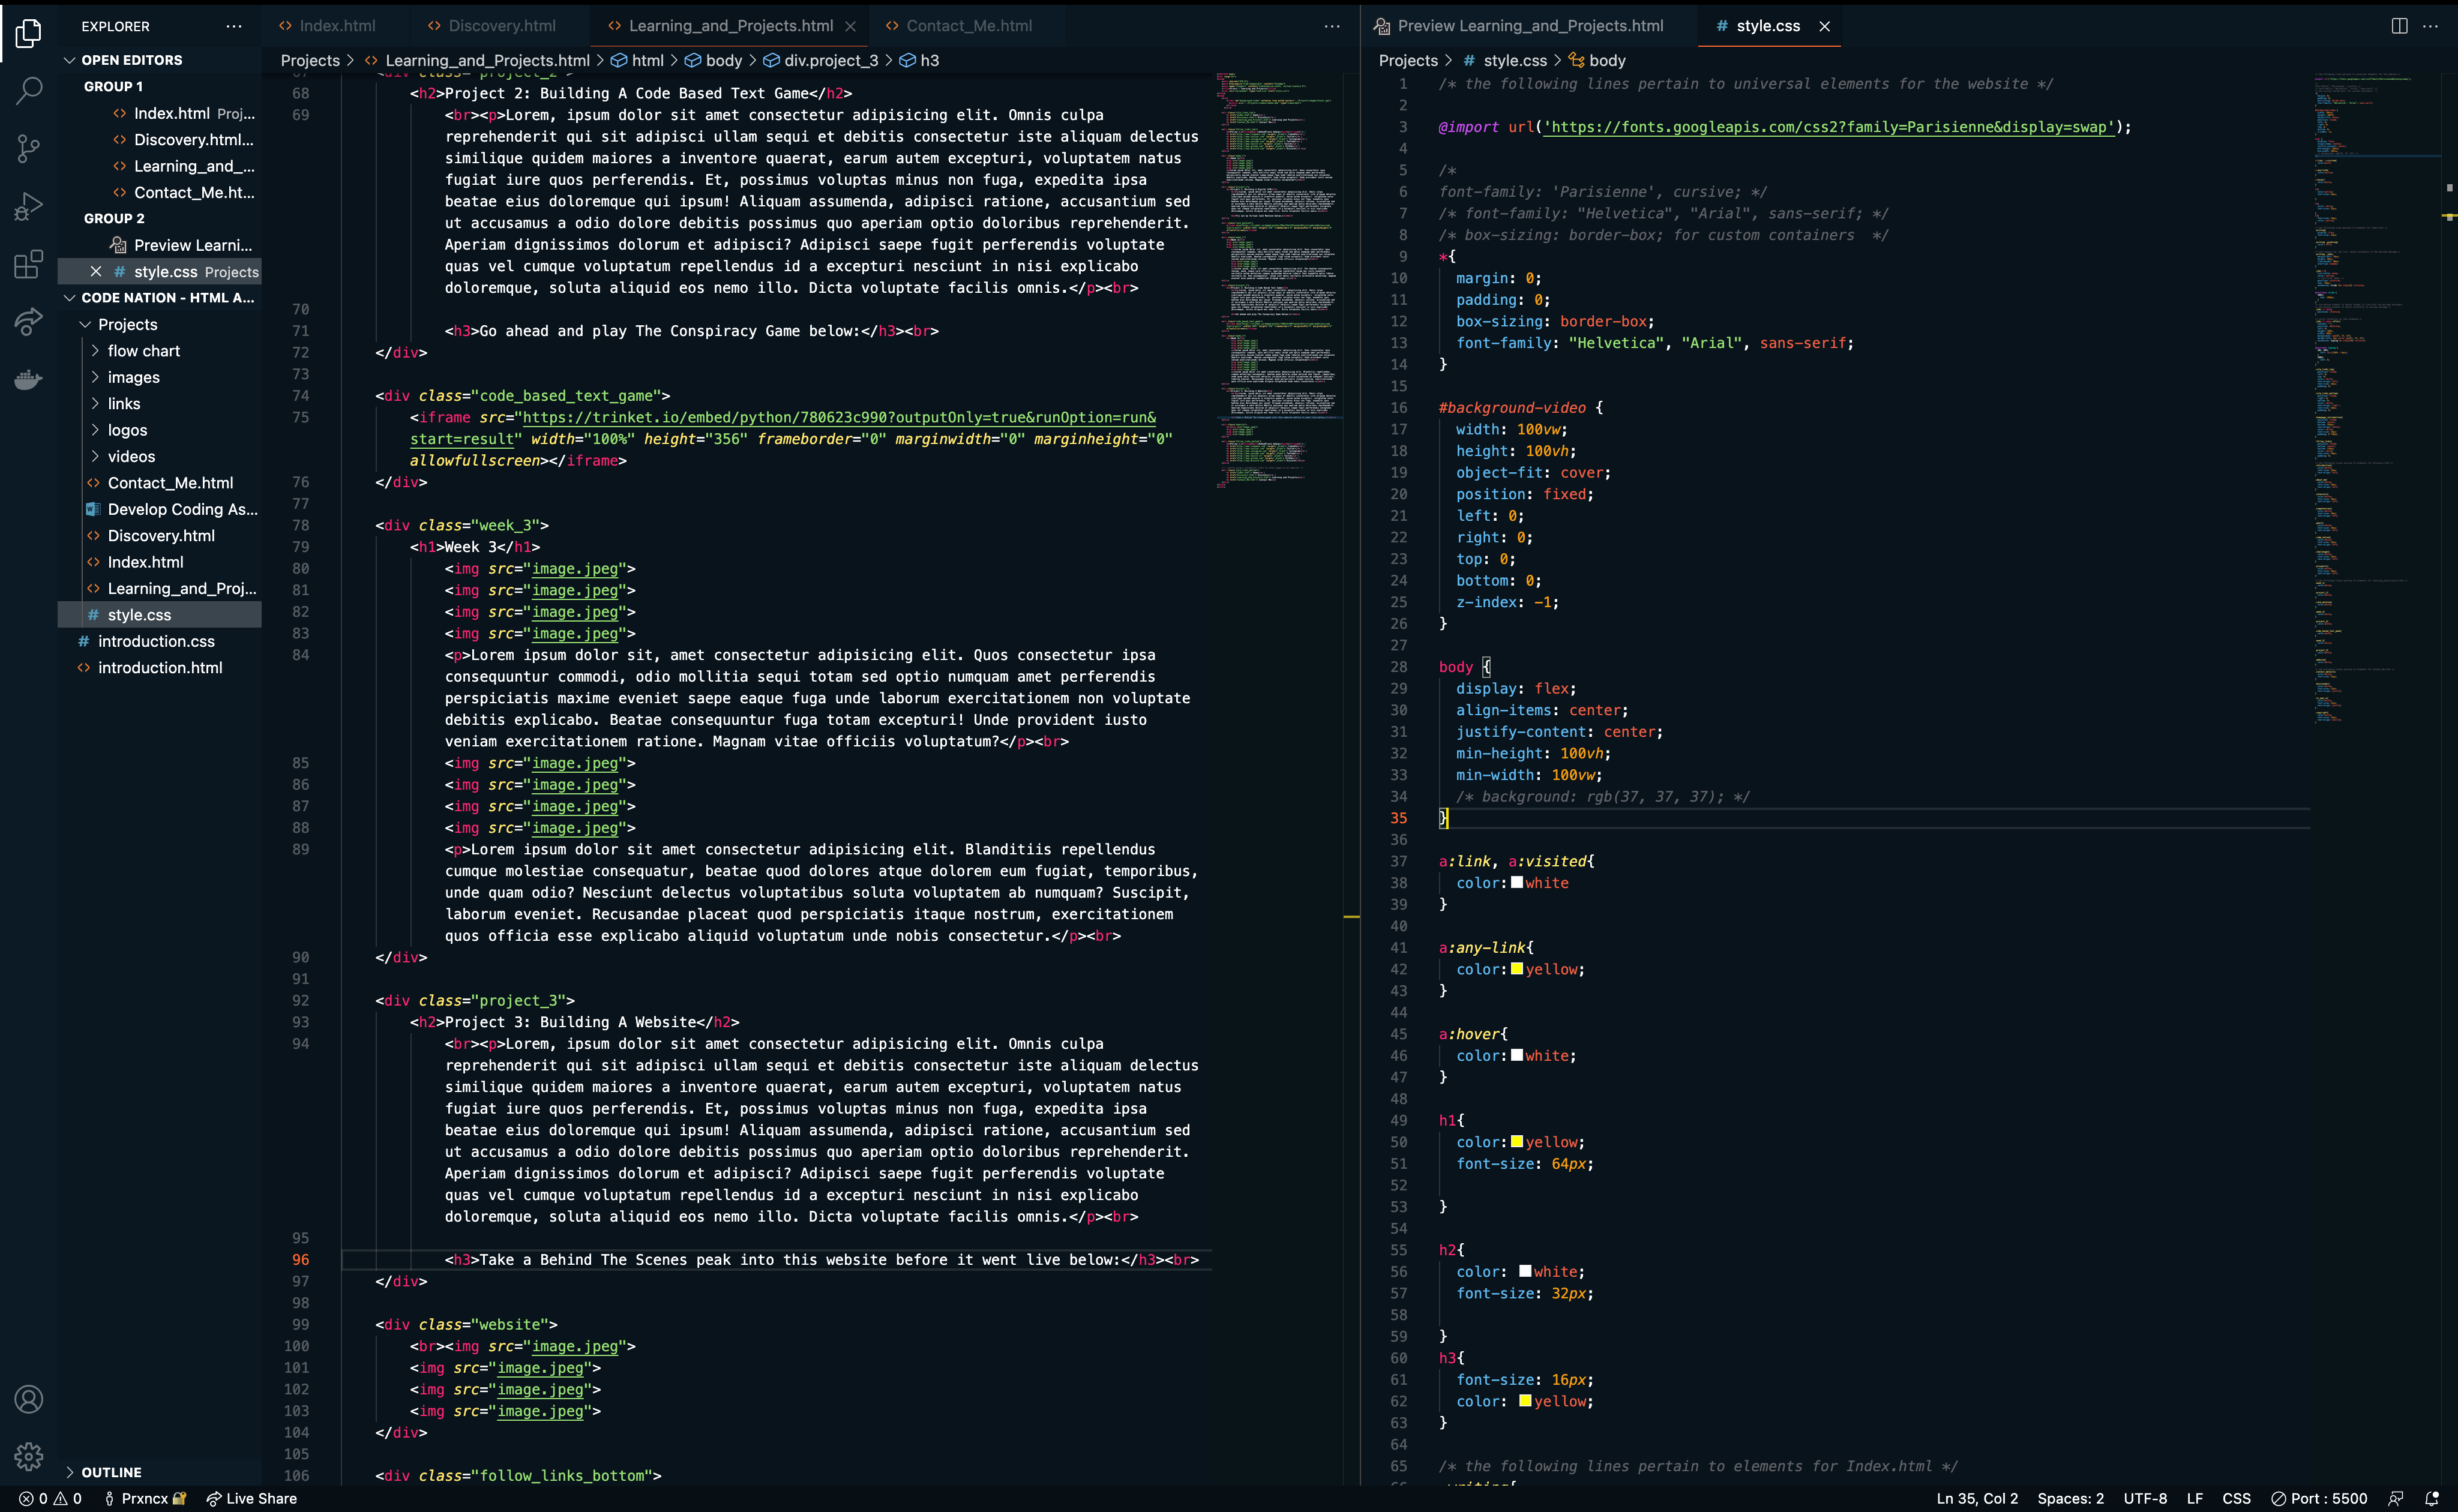 EXPLORER
OPEN EDITORS
GROUP 1
Index.html Proj...
Discovery.html...
Learning_and_...
Contact_Me.ht...
GROUP 2
Preview Learni...
style.css Projects
CODE NATION - HTML A...
Projects
flow chart
images
links
logos
videos
Contact_Me.html
Develop Coding As...
Discovery.html
Index.html
Learning_and_Proj...
style.css
introduction.css
introduction.html
OUTLINE
Index.html
Discovery.html
Learning_and_Projects.html
Contact_Me.html
Projects > Learning_and_Projects.html > html > body > div.project_3 > h3
67 <div class="project_2">
68 <h2>Project 2: Building A Code Based Text Game</h2>
69 <br><p>Lorem, ipsum dolor sit amet consectetur adipisicing elit. Omnis culpa
reprehenderit qui sit adipisci ullam sequi et debitis consectetur iste aliquam delectus
similique quidem maiores a inventore quaerat, earum autem excepturi, voluptatem natus
fugiat iure quos perferendis. Et, possimus voluptas minus non fuga, expedita ipsa
beatae eius doloremque qui ipsum! Aliquam assumenda, adipisci ratione, accusantium sed
ut accusamus a odio dolore debitis possimus quo aperiam optio doloribus reprehenderit.
Aperiam dignissimos dolorum et adipisci? Adipisci saepe fugit perferendis voluptate
quas vel cumque voluptatum repellendus id a excepturi nesciunt in nisi explicabo
doloremque, soluta aliquid eos nemo illo. Dicta voluptate facilis omnis.</p><br>
70
71 <h3>Go ahead and play The Conspiracy Game below:</h3><br>
72 </div>
73
74 <div class="code_based_text_game">
75 <iframe src="https://trinket.io/embed/python/780623c990?outputOnly=true&runOption=run&
start=result" width="100%" height="356" frameborder="0" marginwidth="0" marginheight="0"
allowfullscreen></iframe>
76 </div>
77
78 <div class="week_3">
79 <h1>Week 3</h1>
80 <img src="image.jpeg">
81 <img src="image.jpeg">
82 <img src="image.jpeg">
83 <img src="image.jpeg">
84 <p>Lorem ipsum dolor sit, amet consectetur adipisicing elit. Quos consectetur ipsa
consequuntur commodi, odio mollitia sequi totam sed optio numquam amet perferendis
perspiciatis maxime eveniet saepe eaque fuga unde laborum exercitationem non voluptate
debitis explicabo. Beatae consequuntur fuga totam excepturi! Unde provident iusto
veniam exercitationem ratione. Magnam vitae officiis voluptatum?</p><br>
85 <img src="image.jpeg">
86 <img src="image.jpeg">
87 <img src="image.jpeg">
88 <img src="image.jpeg">
89 <p>Lorem ipsum dolor sit amet consectetur adipisicing elit. Blanditiis repellendus
cumque molestiae consequatur, beatae quod dolores atque dolorem eum fugiat, temporibus,
unde quam odio? Nesciunt delectus voluptatibus soluta voluptatem ab numquam? Suscipit,
laborum eveniet. Recusandae placeat quod perspiciatis itaque nostrum, exercitationem
quos officia esse explicabo aliquid voluptatum unde nobis consectetur.</p><br>
90 </div>
91
92 <div class="project_3">
93 <h2>Project 3: Building A Website</h2>
94 <br><p>Lorem, ipsum dolor sit amet consectetur adipisicing elit. Omnis culpa
reprehenderit qui sit adipisci ullam sequi et debitis consectetur iste aliquam delectus
similique quidem maiores a inventore quaerat, earum autem excepturi, voluptatem natus
fugiat iure quos perferendis. Et, possimus voluptas minus non fuga, expedita ipsa
beatae eius doloremque qui ipsum! Aliquam assumenda, adipisci ratione, accusantium sed
ut accusamus a odio dolore debitis possimus quo aperiam optio doloribus reprehenderit.
Aperiam dignissimos dolorum et adipisci? Adipisci saepe fugit perferendis voluptate
quas vel cumque voluptatum repellendus id a excepturi nesciunt in nisi explicabo
doloremque, soluta aliquid eos nemo illo. Dicta voluptate facilis omnis.</p><br>
95
96 <h3>Take a Behind The Scenes peak into this website before it went live below:</h3><br>
97 </div>
98
99 <div class="website">
100 <br><img src="image.jpeg">
101 <img src="image.jpeg">
102 <img src="image.jpeg">
103 <img src="image.jpeg">
104 </div>
105
106 <div class="follow_links_bottom">
Preview Learning_and_Projects.html
# style.css
Projects > # style.css > body
1 /* the following lines pertain to universal elements for the website */
2
3 @import url('https://fonts.googleapis.com/css2?family=Parisienne&display=swap');
4
5 /*
6 font-family: 'Parisienne', cursive; */
7 /* font-family: "Helvetica", "Arial", sans-serif; */
8 /* box-sizing: border-box; for custom containers */
9 *{
10 margin: 0;
11 padding: 0;
12 box-sizing: border-box;
13 font-family: "Helvetica", "Arial", sans-serif;
14 }
15
16 #background-video {
17 width: 100vw;
18 height: 100vh;
19 object-fit: cover;
20 position: fixed;
21 left: 0;
22 right: 0;
23 top: 0;
24 bottom: 0;
25 z-index: -1;
26 }
27
28 body {
29 display: flex;
30 align-items: center;
31 justify-content: center;
32 min-height: 100vh;
33 min-width: 100vw;
34 /* background: rgb(37, 37, 37); */
35 }
36
37 a:link, a:visited{
38 color: white
39 }
40
41 a:any-link{
42 color: yellow;
43 }
44
45 a:hover{
46 color: white;
47 }
48
49 h1{
50 color: yellow;
51 font-size: 64px;
52
53 }
54
55 h2{
56 color: white;
57 font-size: 32px;
58
59 }
60 h3{
61 font-size: 16px;
62 color: yellow;
63 }
64
65 /* the following lines pertain to elements for Index.html */
0 0 Prxncx Live Share
Ln 35, Col 2 Spaces: 2 UTF-8 LF CSS Port : 5500